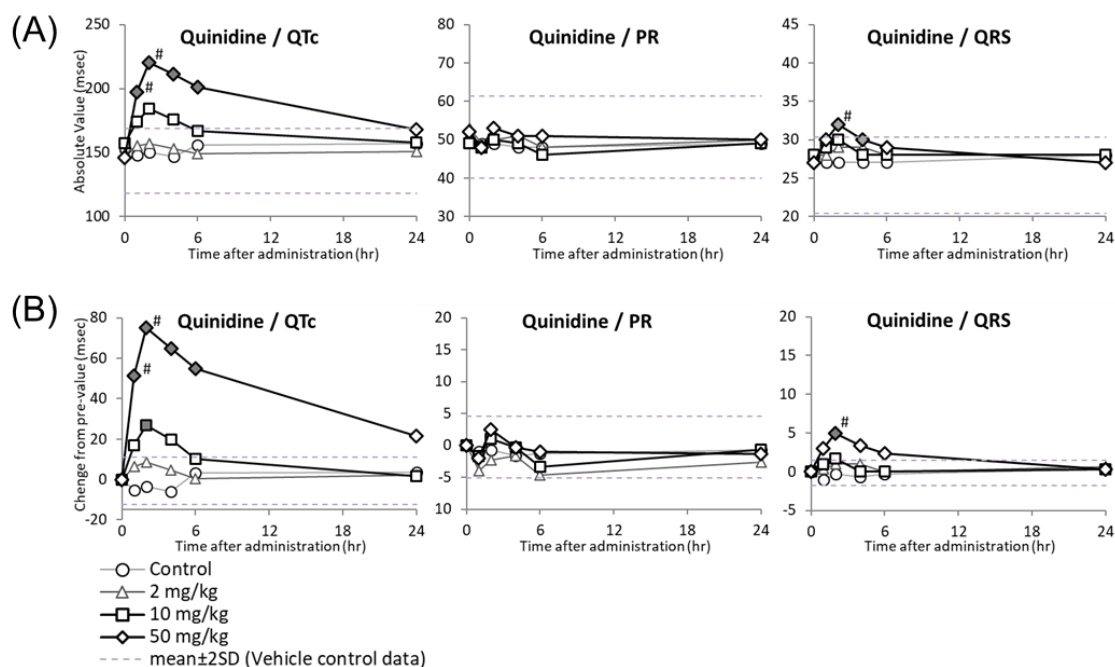 (A)
Quinidine / QTc
Quinidine / PR
Quinidine / QRS
Absolute Value (msec)
250
200
150
100
80
70
60
50
40
30
45
40
35
30
25
20
#
#
#
0 6 12 18 24
0 6 12 18 24
0 6 12 18 24
Time after administration (hr)
Time after administration (hr)
Time after administration (hr)
(B)
Quinidine / QTc
Quinidine / PR
Quinidine / QRS
Chenge from pre-value (msec)
80
60
40
20
0
-20
20
15
10
5
0
-5
10
20
15
10
5
0
-5
#
#
#
0 6 12 18 24
0 6 12 18 24
0 6 12 18 24
Time after administration (hr)
Time after administration (hr)
Time after administration (hr)
Control
2 mg/kg
10 mg/kg
50 mg/kg
mean±2SD (Vehicle control data)